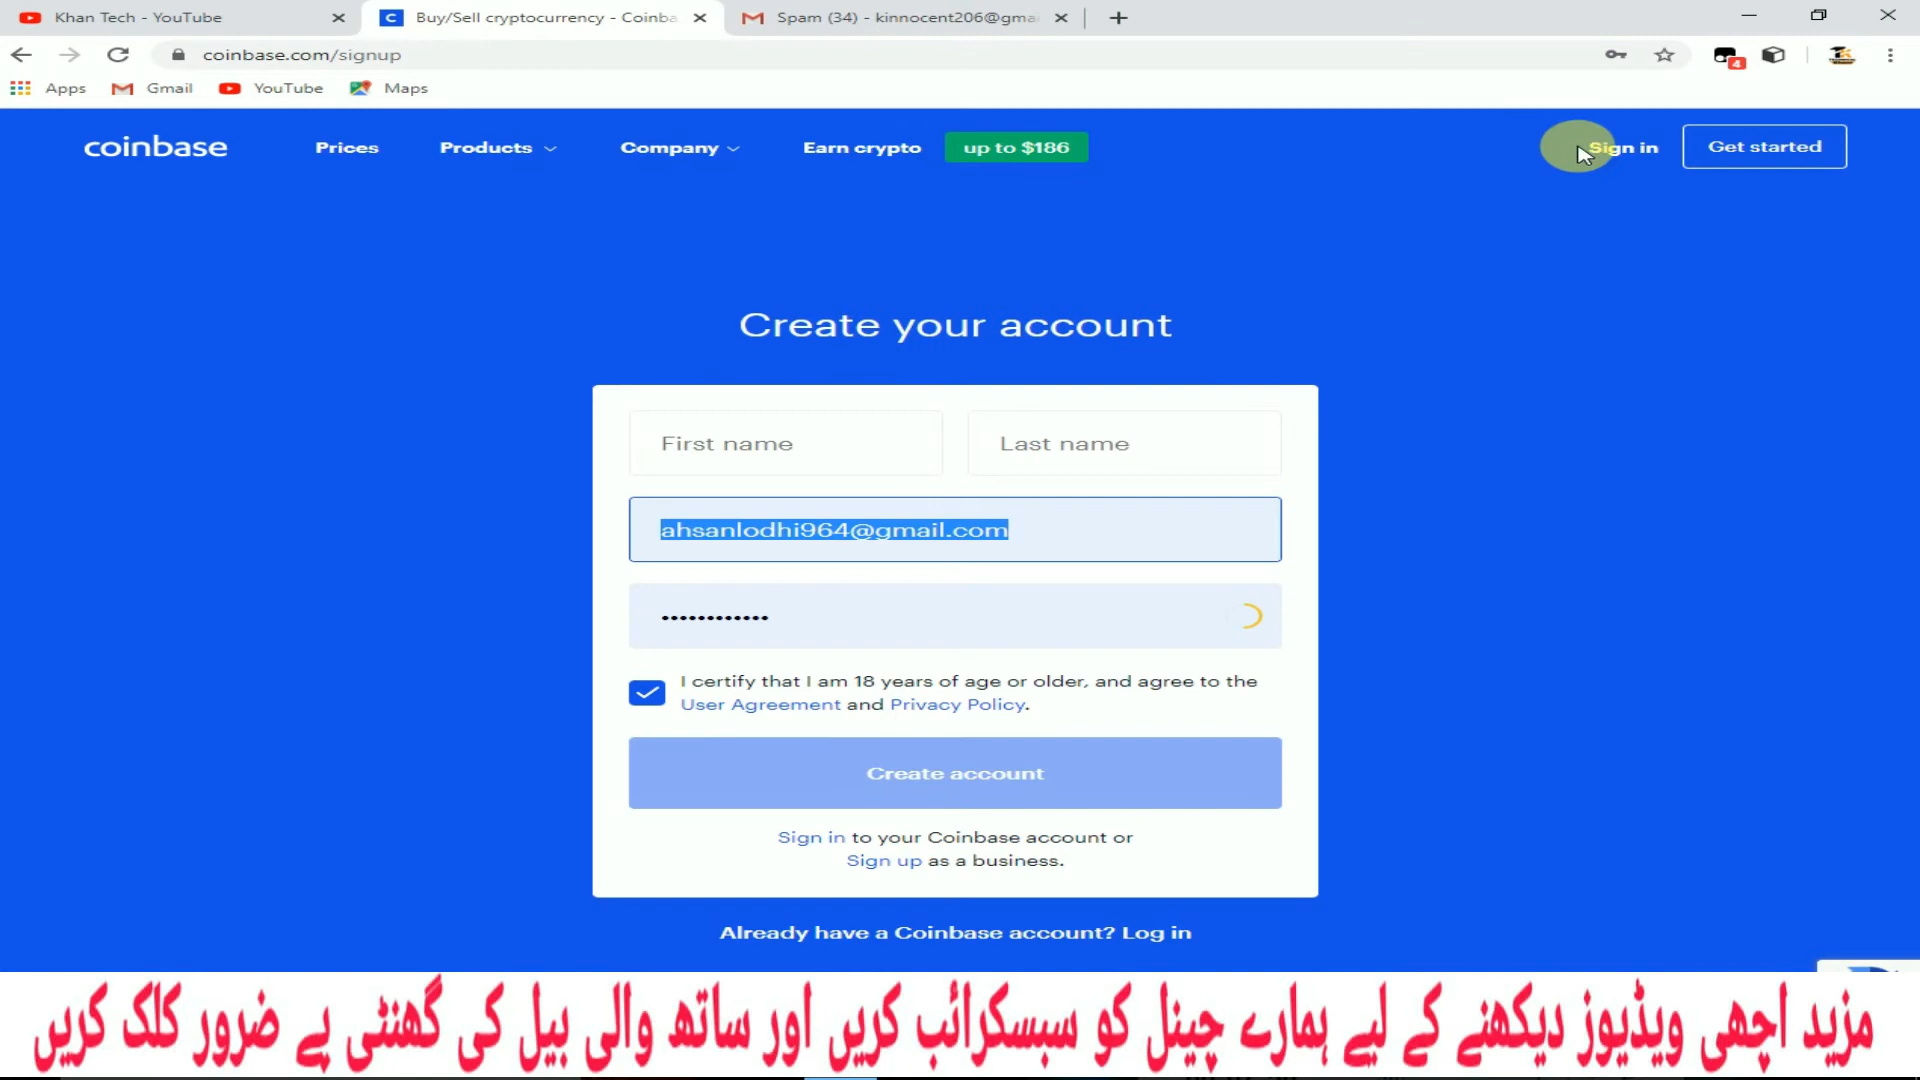 Khan Tech - YouTube
Buy/Sell cryptocurrency - Coinba
Spam (34) - kinnocent206@gma
coinbase.com/signup
4
Apps
Gmail
YouTube
Maps
coinbase
Prices
Products
Company
Earn crypto
up to $186
Sign in
Get started
Create your account
First name
Last name
ahsanlodhi964@gmail.com
I certify that I am 18 years of age or older, and agree to the
User Agreement and Privacy Policy.
Create account
Sign in to your Coinbase account or
Sign up as a business.
Already have a Coinbase account? Log in
مزید اچھی ویڈیوز دیکھنے کے لیے ہمارے چینل کو سبسکرائب کریں اور ساتھ والی بیل کی گھنٹی پے ضرور کلک کریں